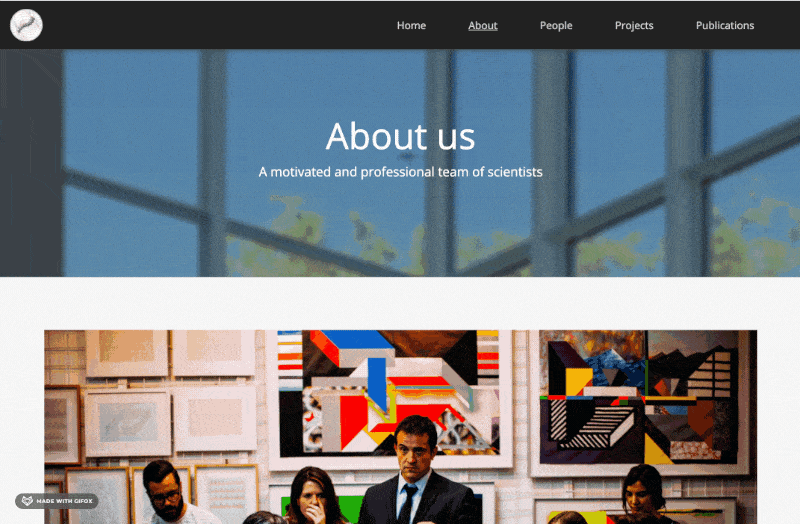 Home
About
People
Projects
Publications
About us
A motivated and professional team of scientists
MADE WITH GIFOX